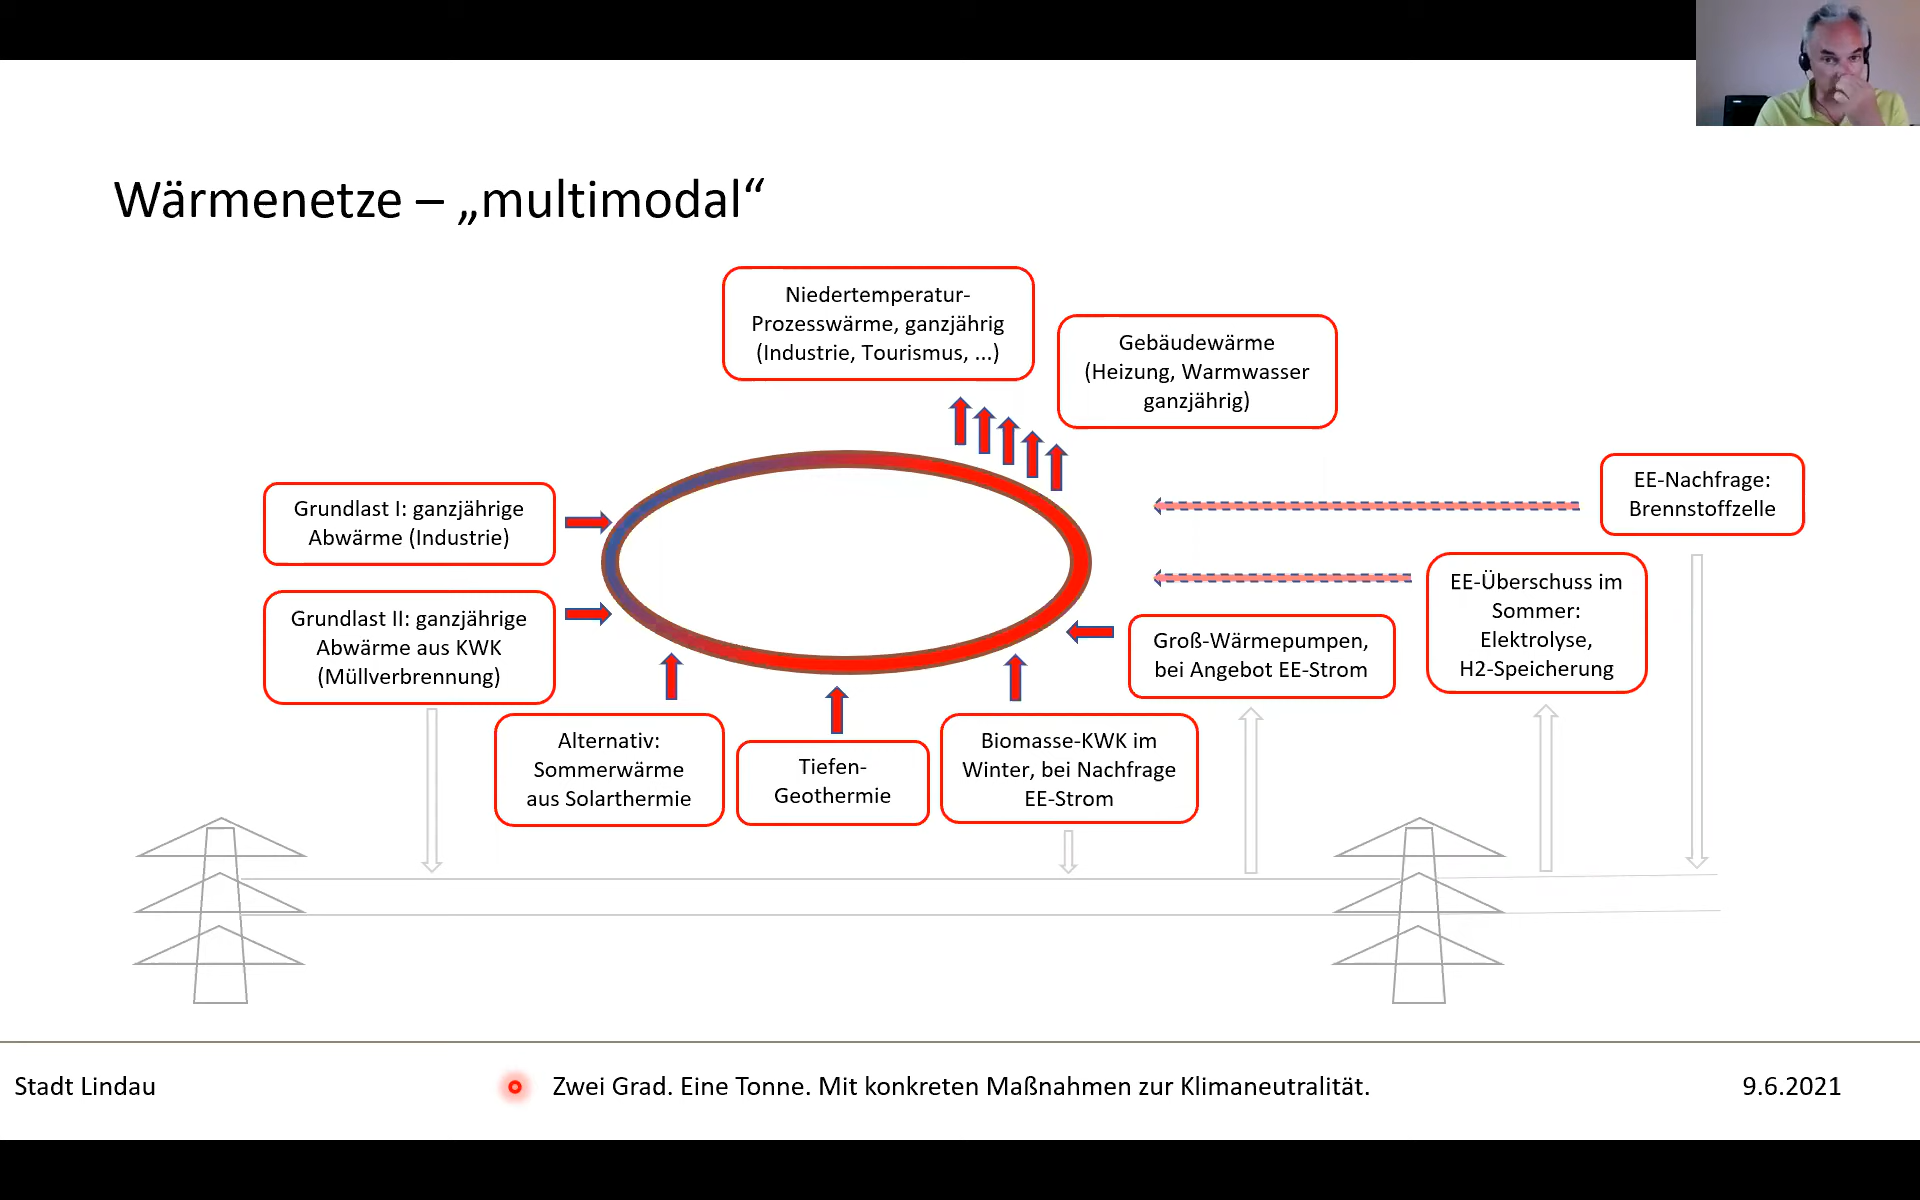 Wärmenetze – „multimodal“
Niedertemperatur-
Prozesswärme, ganzjährig
(Industrie, Tourismus, ...)
Gebäudewärme
(Heizung, Warmwasser
ganzjährig)
Grundlast I: ganzjährige
Abwärme (Industrie)
EE-Nachfrage:
Brennstoffzelle
Grundlast II: ganzjährige
Abwärme aus KWK
(Müllverbrennung)
Groß-Wärmepumpen,
bei Angebot EE-Strom
EE-Überschuss im
Sommer:
Elektrolyse,
H2-Speicherung
Alternativ:
Sommerwärme
aus Solarthermie
Tiefen-
Geothermie
Biomasse-KWK im
Winter, bei Nachfrage
EE-Strom
Stadt Lindau
Zwei Grad. Eine Tonne. Mit konkreten Maßnahmen zur Klimaneutralität.
9.6.2021